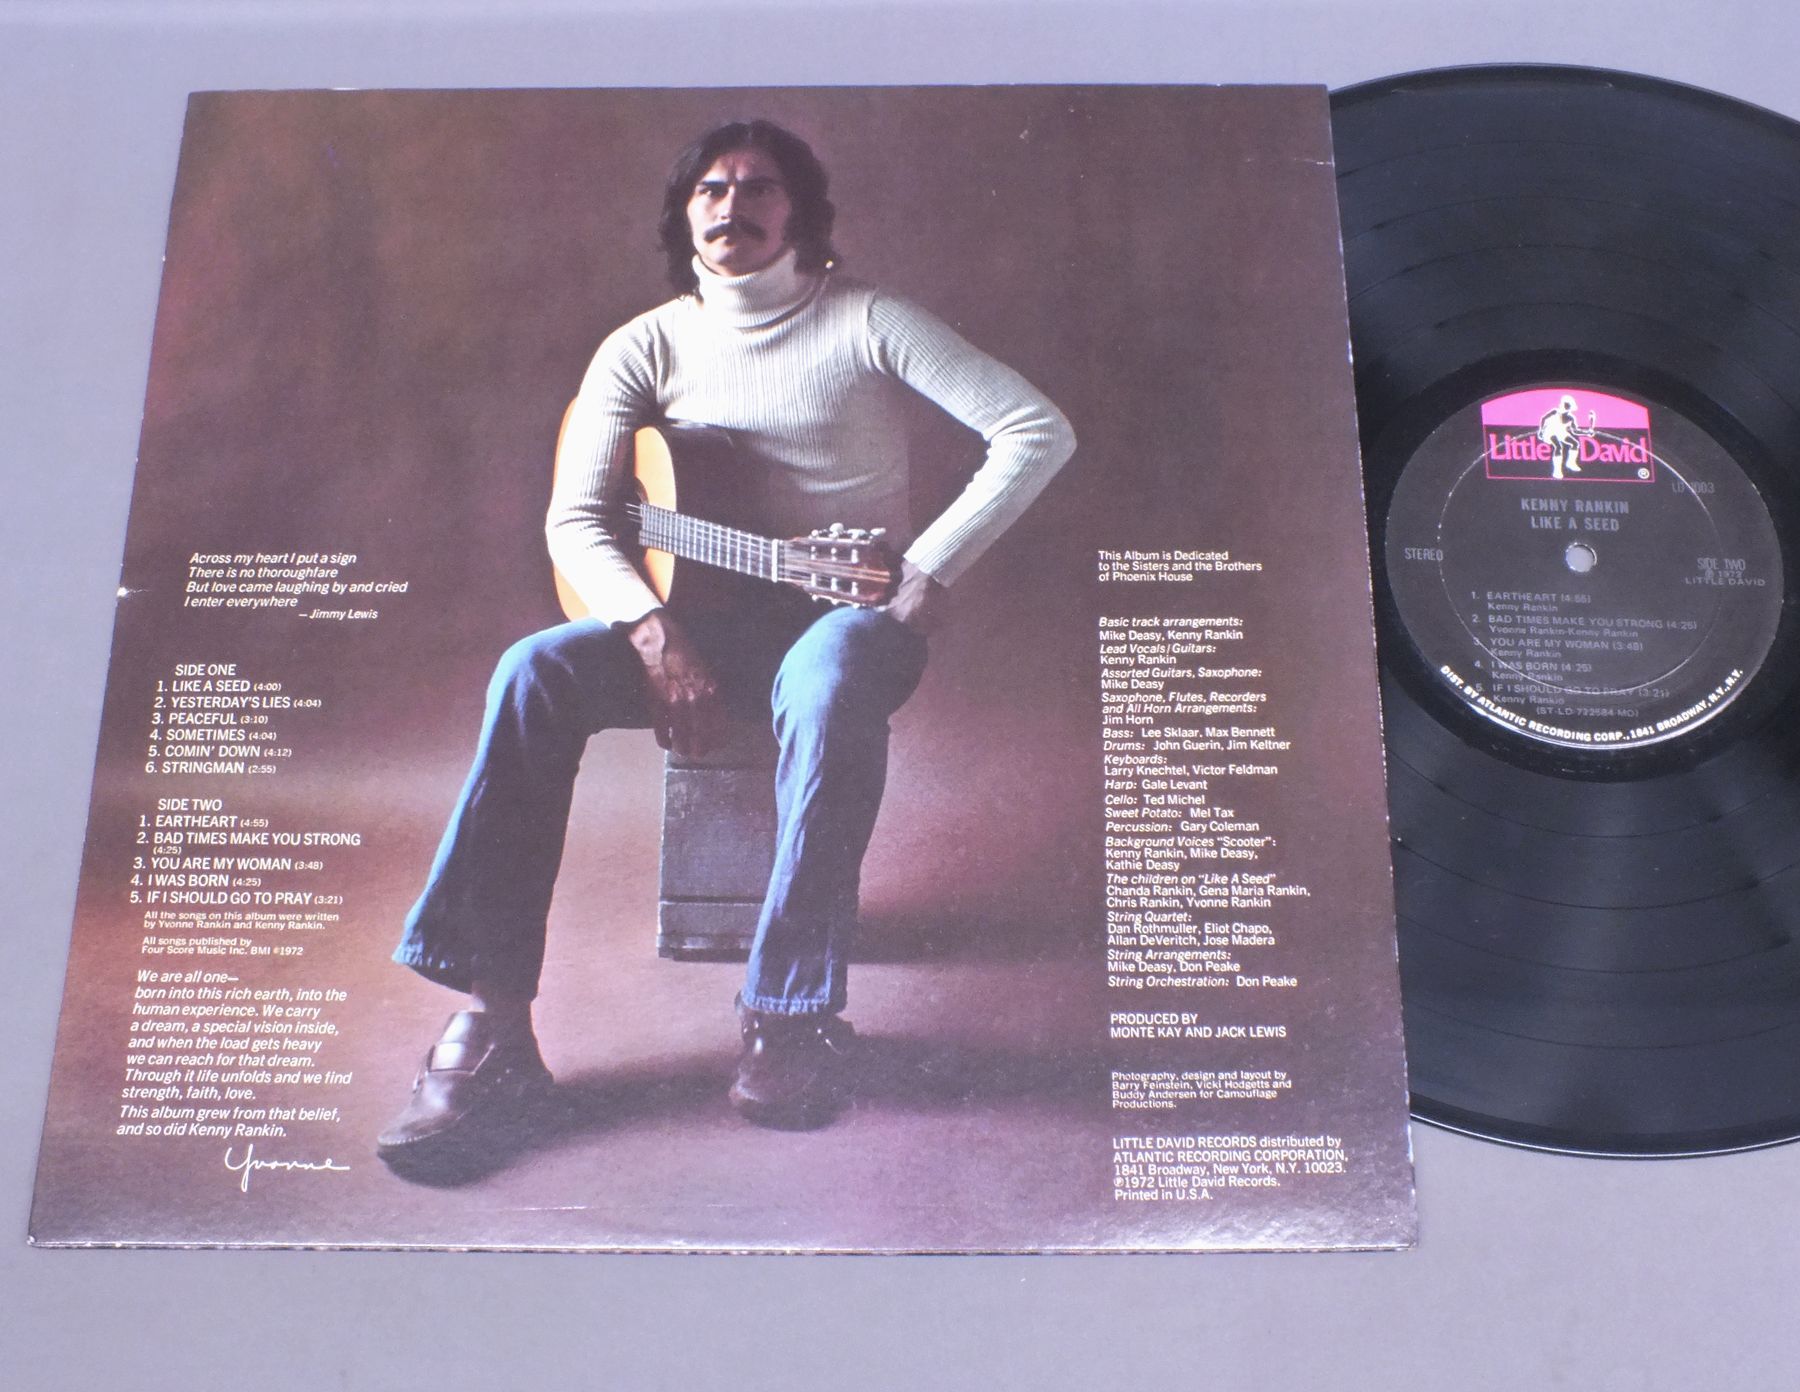 Across my heart I put a sign
There is no thoroughfare
But love came laughing by and cried
I enter everywhere
— Jimmy Lewis
SIDE ONE
1. LIKE A SEED (4:00)
2. YESTERDAY'S LIES (4:04)
3. PEACEFUL (3:10)
4. SOMETIMES (4:04)
5. COMIN' DOWN (4:12)
6. STRINGMAN (2:55)
SIDE TWO
1. EARTHEART (4:55)
2. BAD TIMES MAKE YOU STRONG
(4:25)
3. YOU ARE MY WOMAN (3:48)
4. I WAS BORN (4:25)
5. IF I SHOULD GO TO PRAY (3:21)
All the songs on this album were written
by Yvonne Rankin and Kenny Rankin.
All songs published by
Four Score Music Inc. BMI ©1972
We are all one—
born into this rich earth, into the
human experience. We carry
a dream, a special vision inside,
and when the load gets heavy
we can reach for that dream.
Through it life unfolds and we find
strength, faith, love.
This album grew from that belief,
and so did Kenny Rankin.
Yvonne
This Album is Dedicated
to the Sisters and the Brothers
of Phoenix House
Basic track arrangements:
Mike Deasy, Kenny Rankin
Lead Vocals/Guitars:
Kenny Rankin
Assorted Guitars, Saxophone:
Mike Deasy
Saxophone, Flutes, Recorders
and All Horn Arrangements:
Jim Horn
Bass: Lee Sklaar, Max Bennett
Drums: John Guerin, Jim Keltner
Keyboards:
Larry Knechtel, Victor Feldman
Harp: Gale Levant
Cello: Ted Michel
Sweet Potato: Mel Tax
Percussion: Gary Coleman
Background Voices "Scooter":
Kenny Rankin, Mike Deasy,
Kathie Deasy
The children on "Like A Seed"
Chanda Rankin, Gena Maria Rankin,
Chris Rankin, Yvonne Rankin
String Quartet:
Dan Rothmuller, Eliot Chapo,
Allan DeVeritch, Jose Madera
String Arrangements:
Mike Deasy, Don Peake
String Orchestration: Don Peake
PRODUCED BY
MONTE KAY AND JACK LEWIS
Photography, design and layout by
Barry Feinstein, Vicki Hodgetts and
Buddy Andersen for Camouflage
Productions.
LITTLE DAVID RECORDS distributed by
ATLANTIC RECORDING CORPORATION,
1841 Broadway, New York, N.Y. 10023.
℗1972 Little David Records.
Printed in U.S.A.
Little David ®
LD 1003
KENNY RANKIN
LIKE A SEED
STEREO
SIDE TWO
℗ 1972
LITTLE DAVID
1. EARTHEART (4:55)
Kenny Rankin
2. BAD TIMES MAKE YOU STRONG (4:25)
Yvonne Rankin-Kenny Rankin
3. YOU ARE MY WOMAN (3:48)
Kenny Rankin
4. I WAS BORN (4:25)
Kenny Rankin
5. IF I SHOULD GO TO PRAY (3:21)
Kenny Rankin
(ST-LD-722584-MO)
DIST. BY ATLANTIC RECORDING CORP., 1841 BROADWAY, N.Y., N.Y.